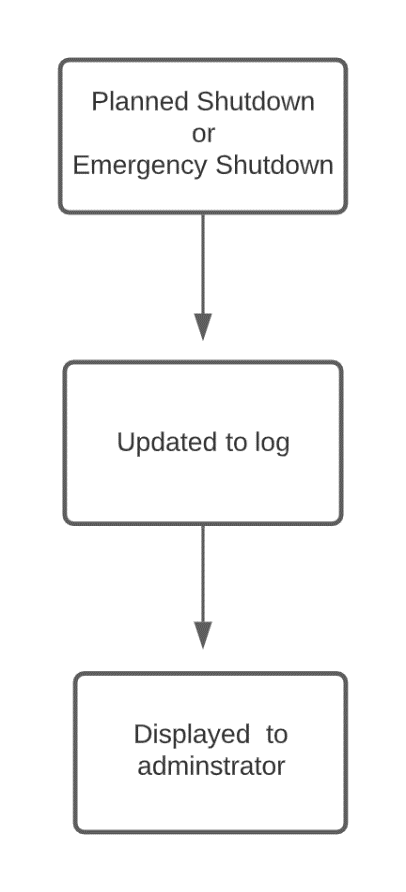 Planned Shutdown
or
Emergency Shutdown
Updated to log
Displayed  to
adminstrator